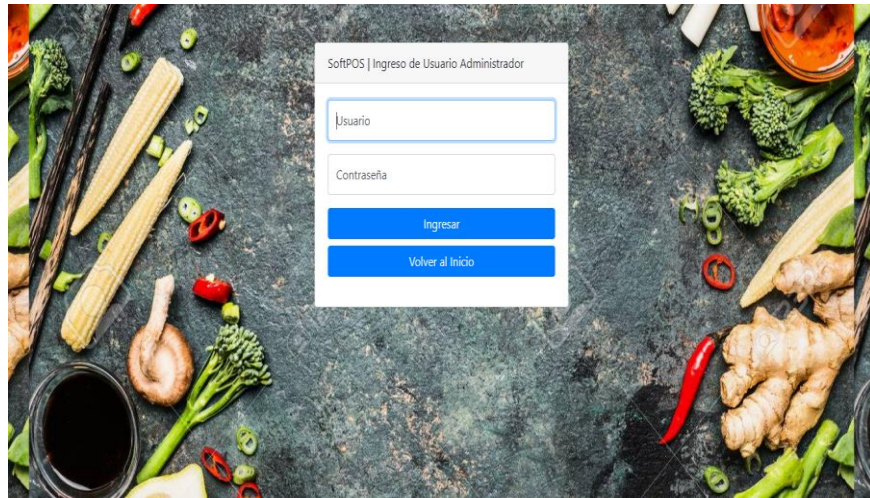 SoftPOS | Ingreso de Usuario Administrador
Usuario
Contraseña
Ingresar
Volver al Inicio